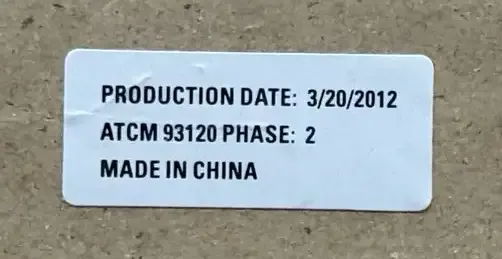 PRODUCTION DATE: 3/20/2012
ATCM 93120 PHASE: 2
MADE IN CHINA